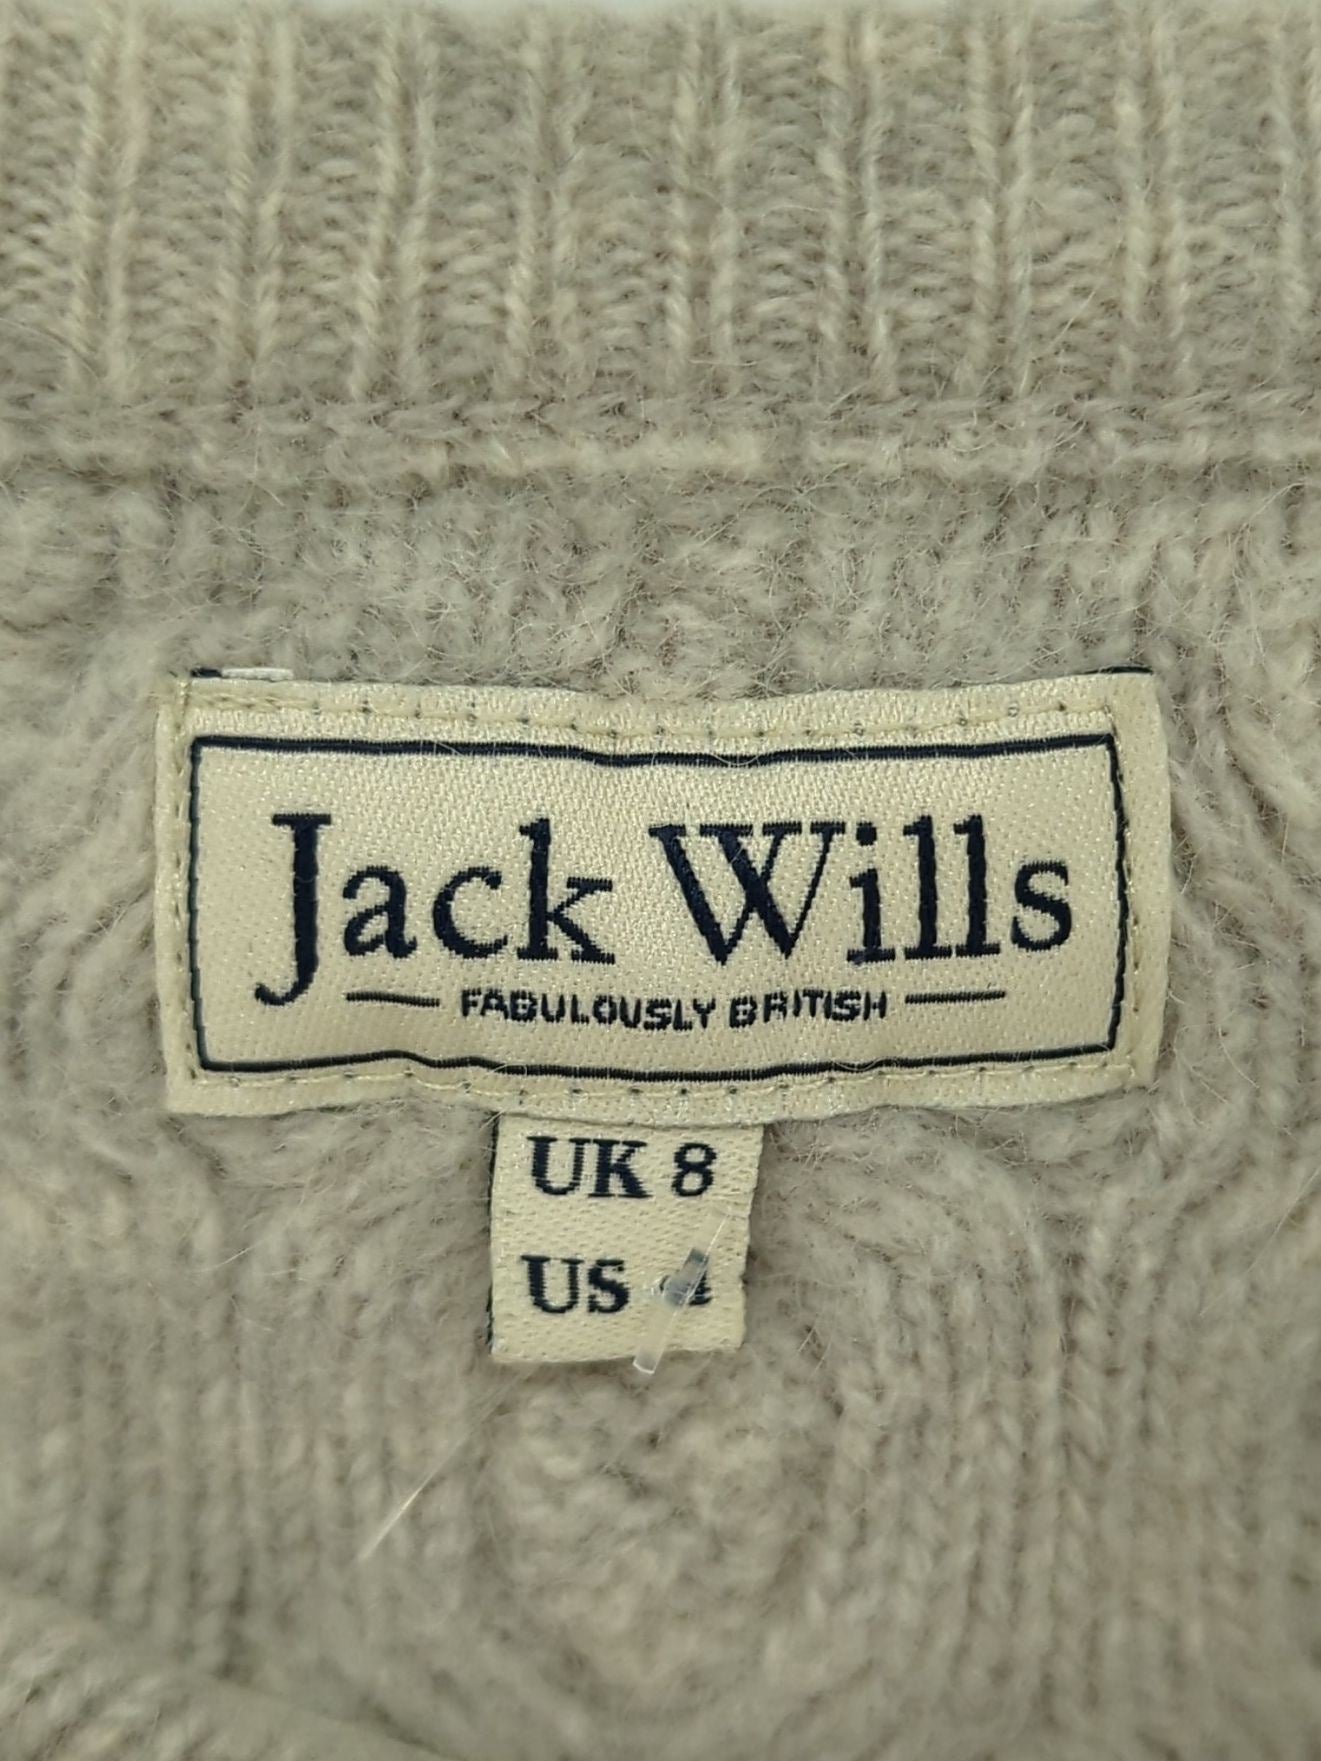 Jack Wills
FABULOUSLY BRITISH
UK 8
US 4